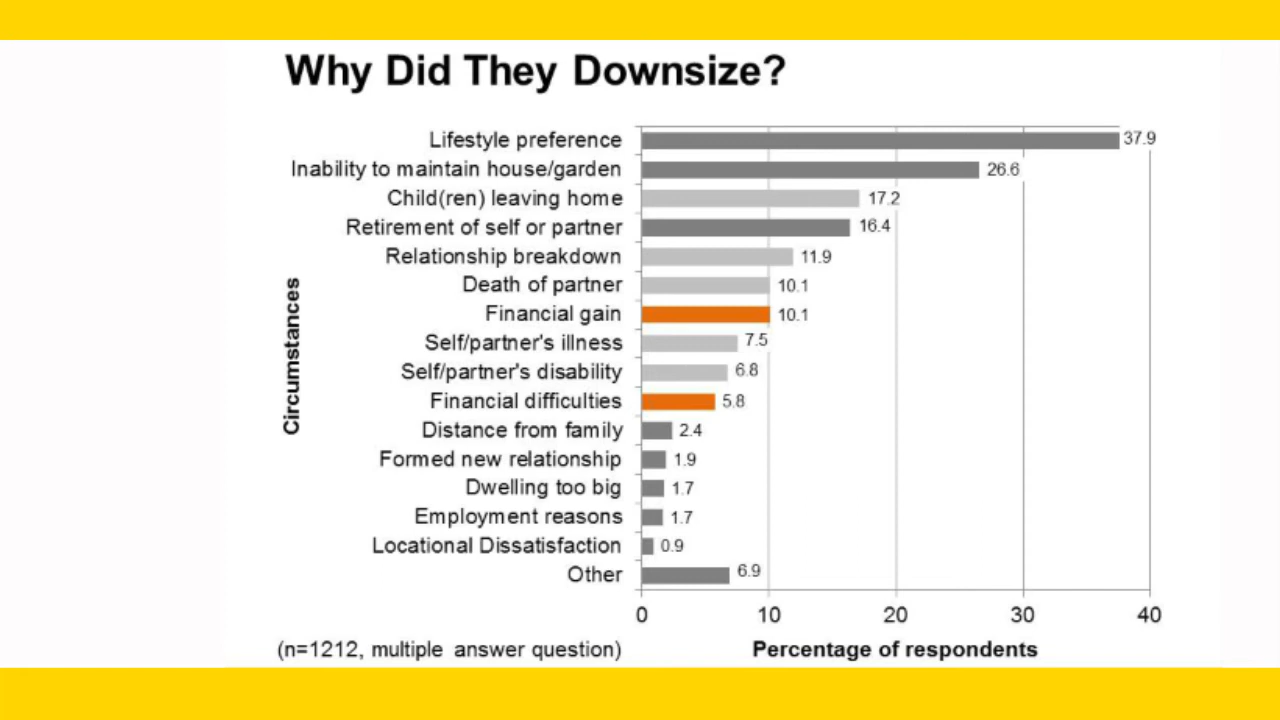 Why Did They Downsize?
Lifestyle preference 37.9
Inability to maintain house/garden 26.6
Child(ren) leaving home 17.2
Retirement of self or partner 16.4
Relationship breakdown 11.9
Death of partner 10.1
Financial gain 10.1
Self/partner's illness 7.5
Self/partner's disability 6.8
Financial difficulties 5.8
Distance from family 2.4
Formed new relationship 1.9
Dwelling too big 1.7
Employment reasons 1.7
Locational Dissatisfaction 0.9
Other 6.9
Circumstances
0 10 20 30 40
(n=1212, multiple answer question) Percentage of respondents